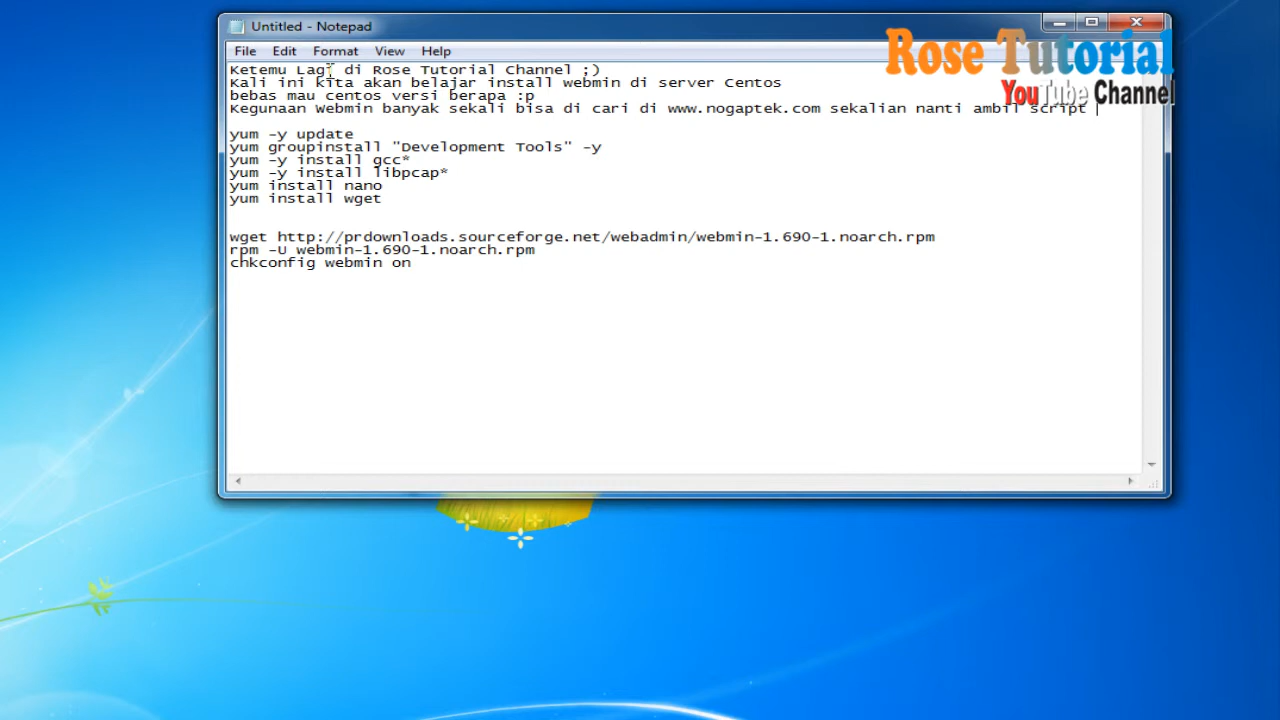 Untitled - Notepad
File Edit Format View Help
Rose Tutorial
YouTube Channel
Ketemu Lagi di Rose Tutorial Channel ;)
Kali ini kita akan belajar install webmin di server Centos
bebas mau centos versi berapa :p
Kegunaan Webmin banyak sekali bisa di cari di www.nogaptek.com sekalian nanti ambil script
yum -y update
yum groupinstall "Development Tools" -y
yum -y install gcc*
yum -y install libpcap*
yum install nano
yum install wget
wget http://prdownloads.sourceforge.net/webadmin/webmin-1.690-1.noarch.rpm
rpm -U webmin-1.690-1.noarch.rpm
chkconfig webmin on